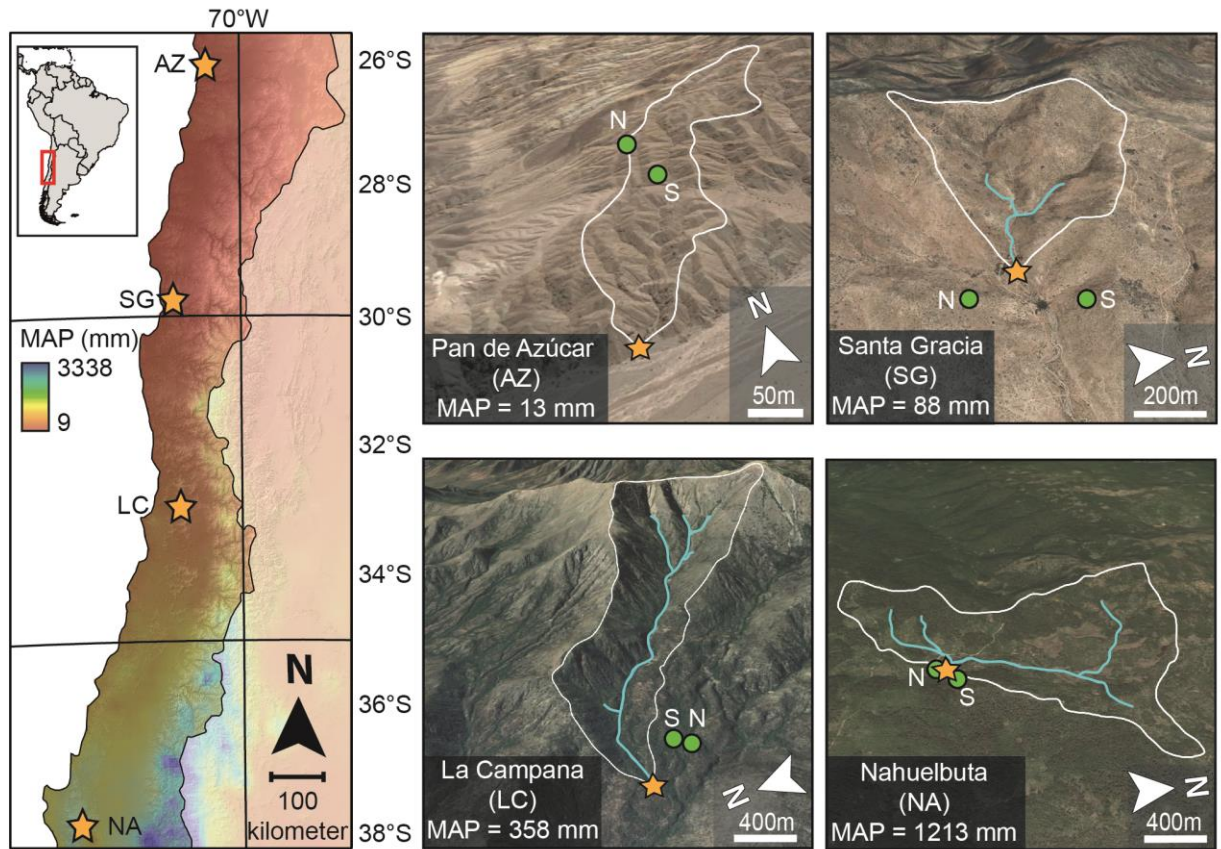 70°W
AZ
26°S
28°S
SG
30°S
MAP (mm)
3338
9
32°S
LC
34°S
36°S
N
100
kilometer
NA
38°S
N
S
Pan de Azúcar
(AZ)
MAP = 13 mm
N
50m
N
S
Santa Gracia
(SG)
MAP = 88 mm
N
200m
S N
La Campana
(LC)
MAP = 358 mm
N
400m
N
S
Nahuelbuta
(NA)
MAP = 1213 mm
N
400m